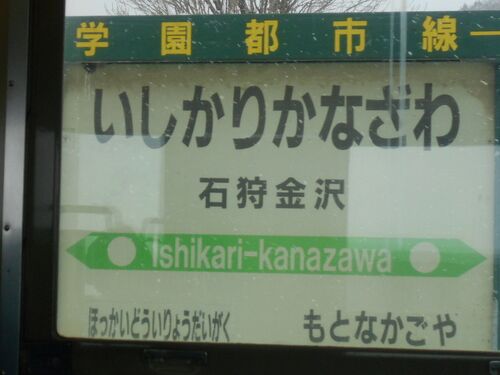 学園都市線
いしかりかなざわ
石狩金沢
Ishikari-kanazawa
ほっかいどういりょうだいがく もとなかごや